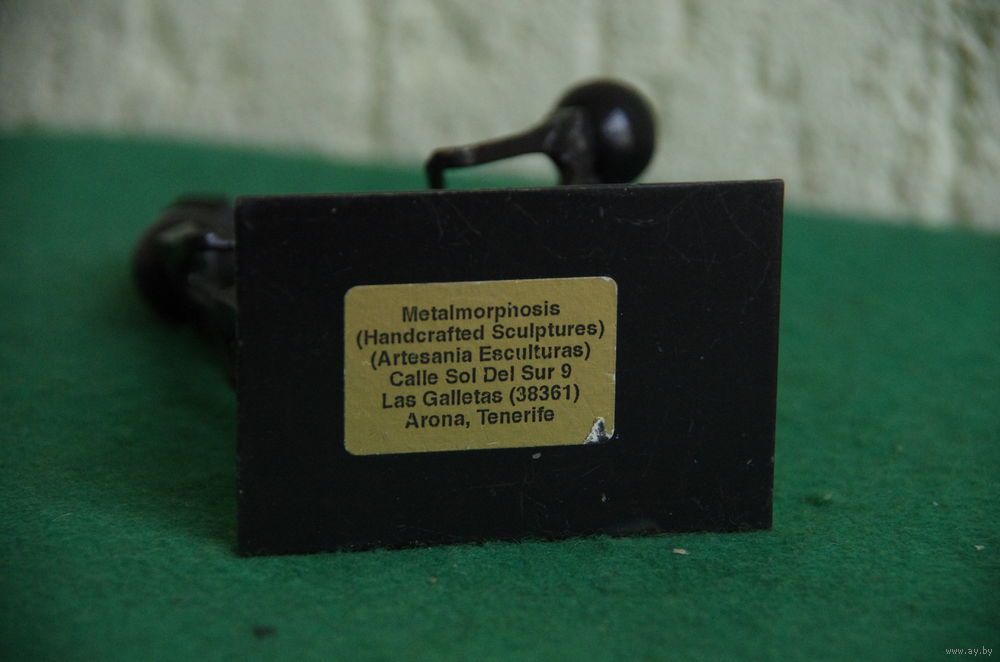 Metalmorphosis
(Handcrafted Sculptures)
(Artesania Esculturas)
Calle Sol Del Sur 9
Las Galletas (38361)
Arona, Tenerife
www.ay.by